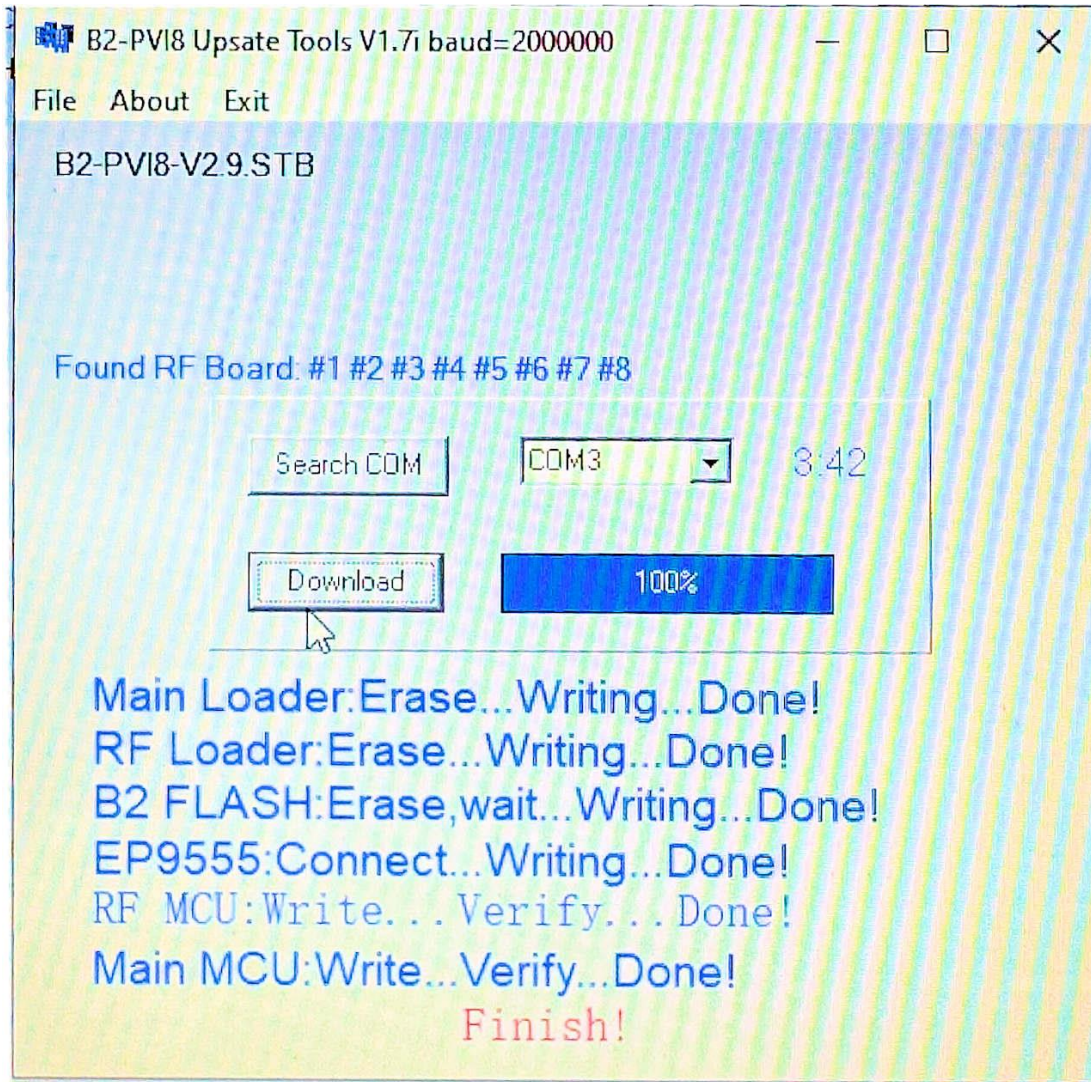 B2-PVI8 Upsate Tools V1.7i baud=2000000
File About Exit
B2-PVI8-V2.9.STB
Found RF Board: #1 #2 #3 #4 #5 #6 #7 #8
Search COM COM3 3:42
Download 100%
Main Loader:Erase...Writing...Done!
RF Loader:Erase...Writing...Done!
B2 FLASH:Erase,wait...Writing...Done!
EP9555:Connect...Writing...Done!
RF MCU:Write...Verify...Done!
Main MCU:Write...Verify...Done!
Finish!